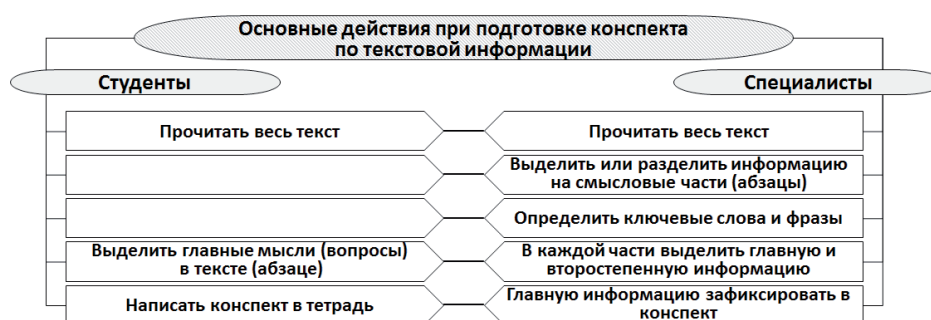 Основные действия при подготовке конспекта
по текстовой информации
Студенты
Специалисты
Прочитать весь текст
Прочитать весь текст
Выделить или разделить информацию
на смысловые части (абзацы)
Определить ключевые слова и фразы
Выделить главные мысли (вопросы)
в тексте (абзаце)
В каждой части выделить главную и
второстепенную информацию
Написать конспект в тетрадь
Главную информацию зафиксировать в
конспект